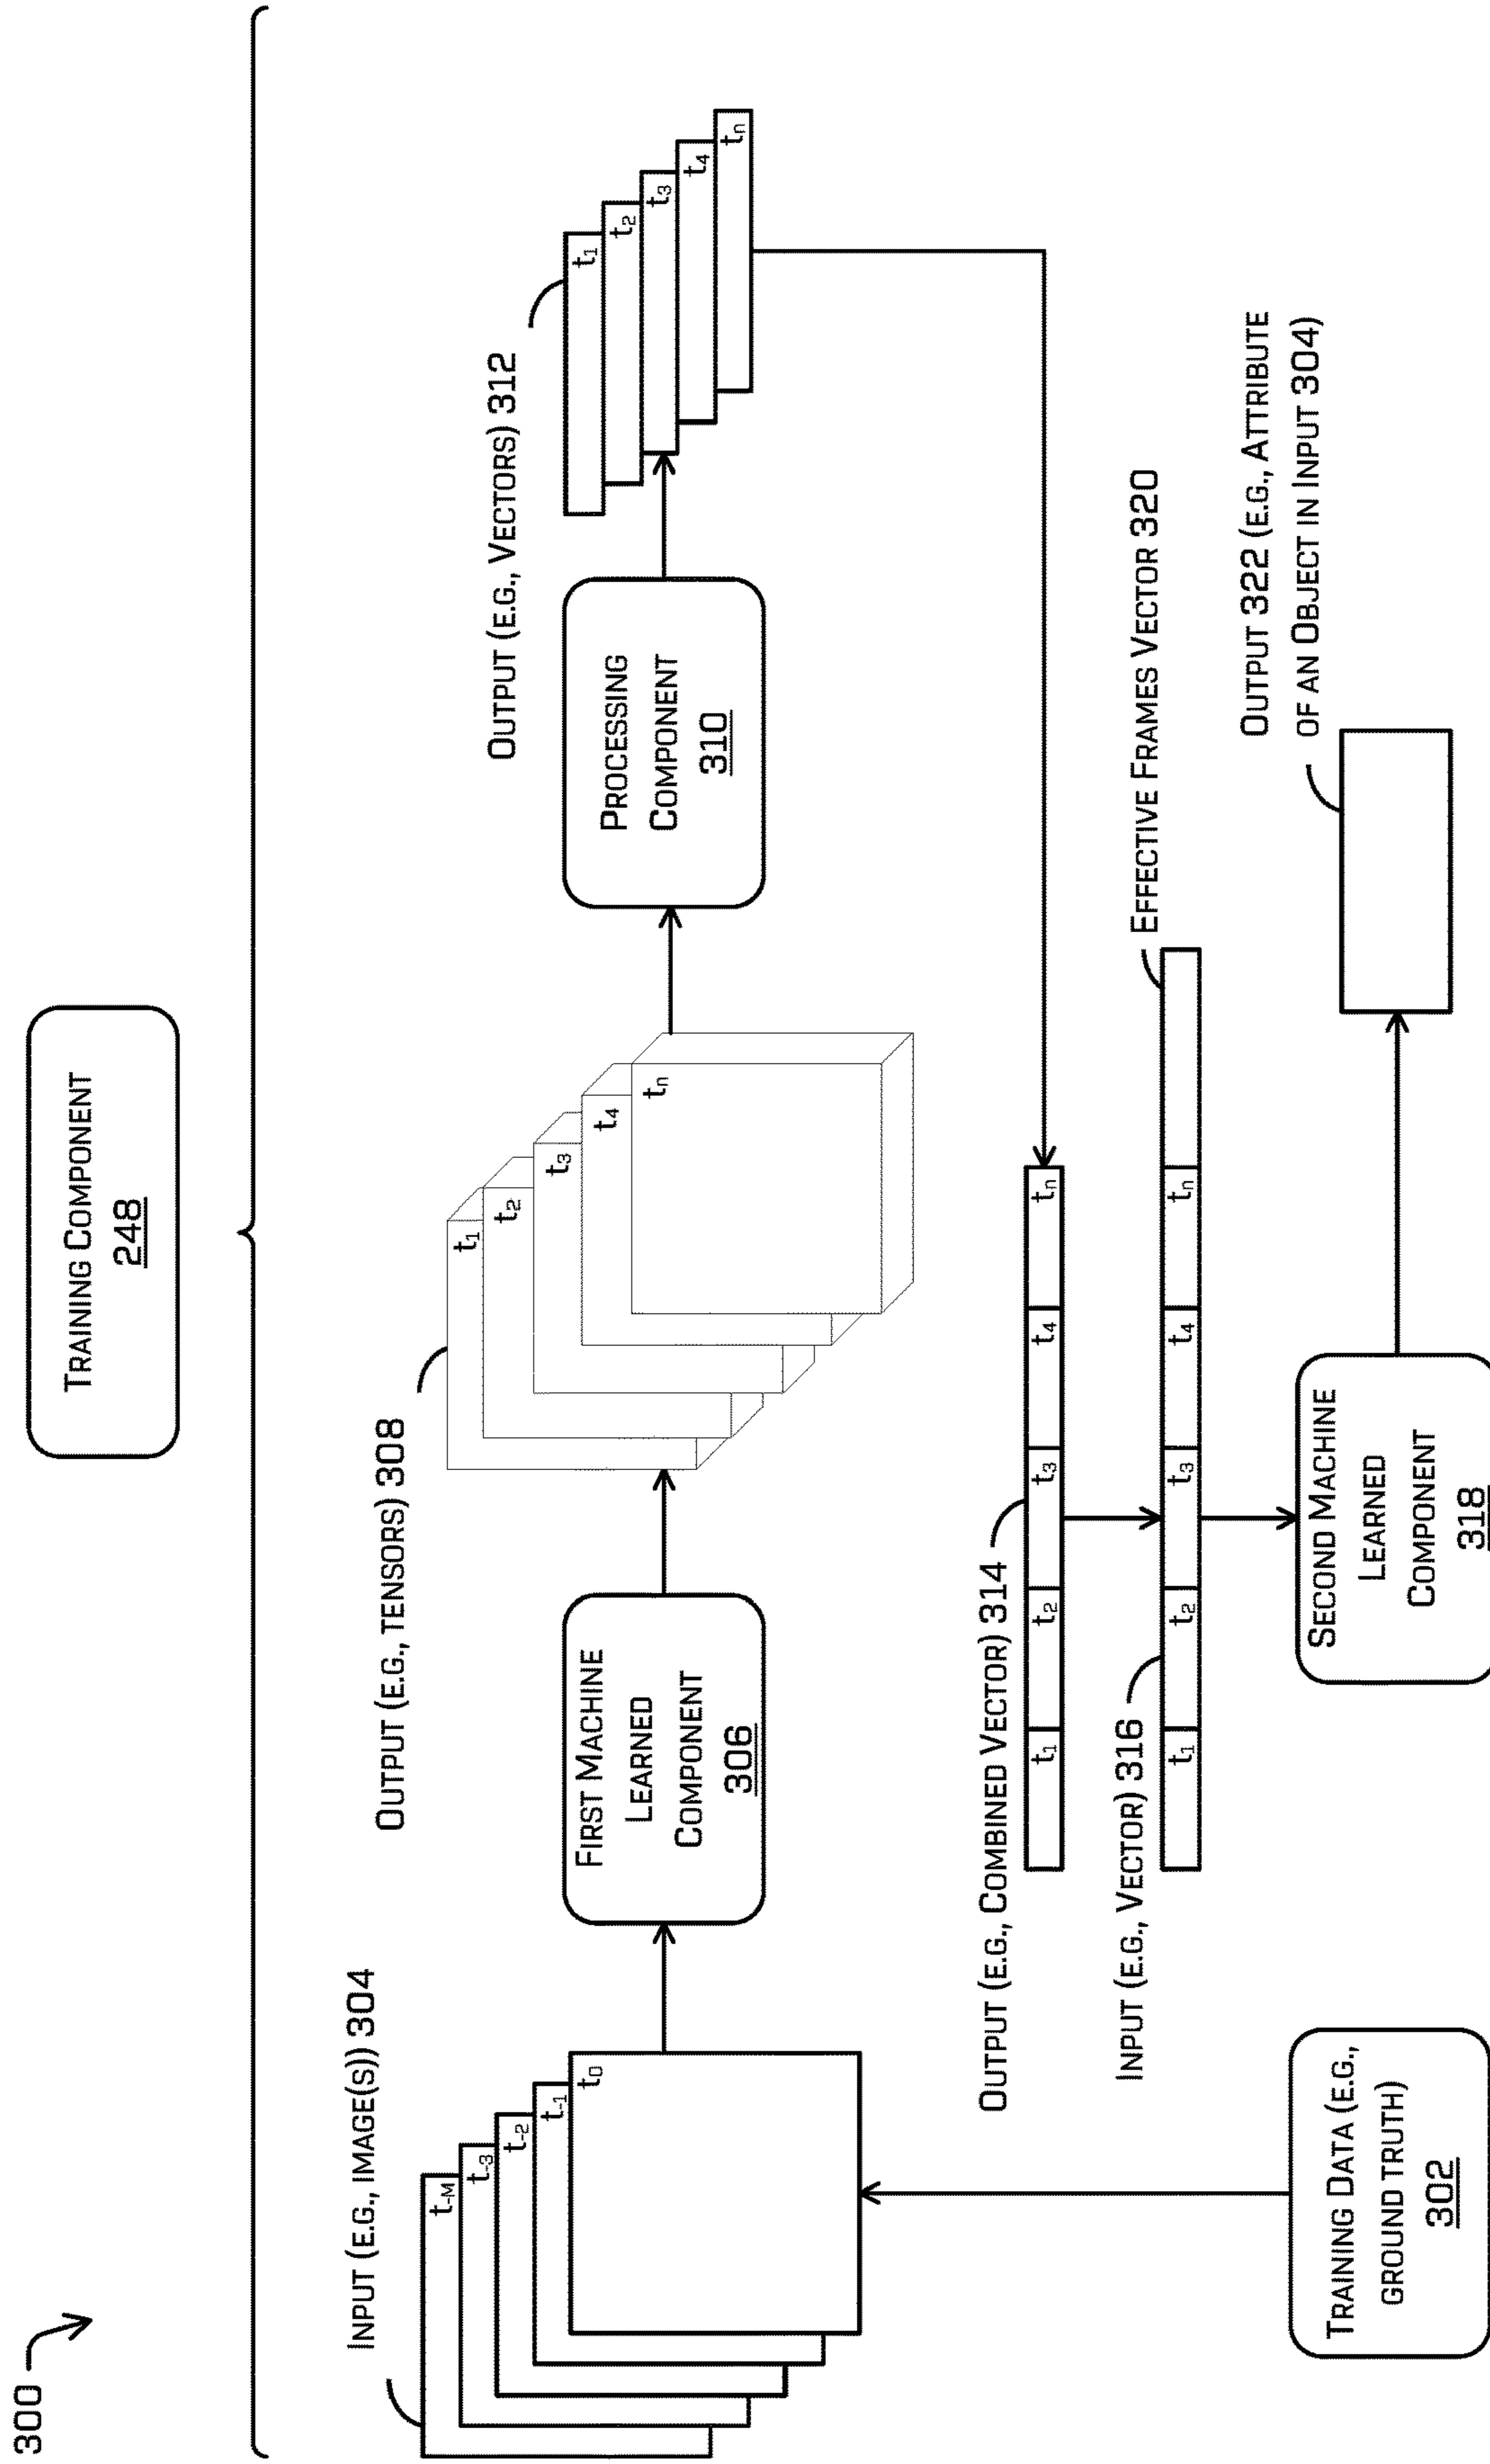 300
TRAINING COMPONENT
248
INPUT (E.G., IMAGE(S)) 304
t-M
t-3
t-2
t-1
t0
FIRST MACHINE
LEARNED
COMPONENT
306
OUTPUT (E.G., TENSORS) 308
t1
t2
t3
t4
tn
PROCESSING
COMPONENT
310
OUTPUT (E.G., VECTORS) 312
t1
t2
t3
t4
tn
OUTPUT (E.G., COMBINED VECTOR) 314
t1 t2 t3 t4 tn
INPUT (E.G., VECTOR) 316
t1 t2 t3 t4 tn
EFFECTIVE FRAMES VECTOR 320
TRAINING DATA (E.G.,
GROUND TRUTH)
302
SECOND MACHINE
LEARNED
COMPONENT
318
OUTPUT 322 (E.G., ATTRIBUTE
OF AN OBJECT IN INPUT 304)